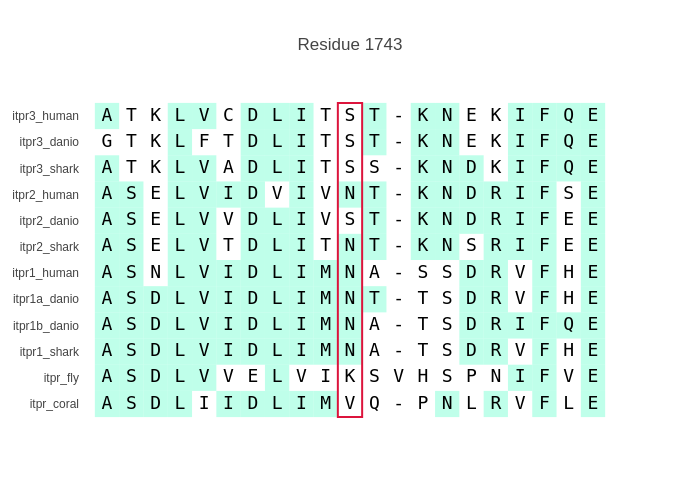 Residue 1743
itpr3_human A T K L V C D L I T S T - K N E K I F Q E
itpr3_danio G T K L F T D L I T S T - K N E K I F Q E
itpr3_shark A T K L V A D L I T S S - K N D K I F Q E
itpr2_human A S E L V I D V I V N T - K N D R I F S E
itpr2_danio A S E L V V D L I V S T - K N D R I F E E
itpr2_shark A S E L V T D L I T N T - K N S R I F E E
itpr1_human A S N L V I D L I M N A - S S D R V F H E
itpr1a_danio A S D L V I D L I M N T - T S D R V F H E
itpr1b_danio A S D L V I D L I M N A - T S D R I F Q E
itpr1_shark A S D L V I D L I M N A - T S D R V F H E
itpr_fly A S D L V V E L V I K S V H S P N I F V E
itpr_coral A S D L I I D L I M V Q - P N L R V F L E